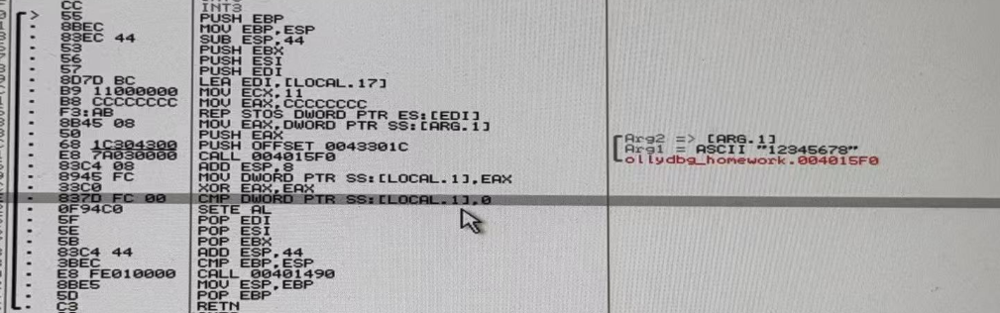 CC INT3
55 PUSH EBP
8BEC MOV EBP,ESP
83EC 44 SUB ESP,44
53 PUSH EBX
56 PUSH ESI
57 PUSH EDI
8D7D BC LEA EDI,[LOCAL.17]
B9 11000000 MOV ECX,11
B8 CCCCCCCC MOV EAX,CCCCCCCC
F3:AB REP STOS DWORD PTR ES:[EDI]
8B45 08 MOV EAX,DWORD PTR SS:[ARG.1]
50 PUSH EAX Arg2 => [ARG.1]
68 1C304300 PUSH OFFSET 0043301C Arg1 = ASCII "12345678"
E8 7A030000 CALL 004015F0 ollydbg_homework.004015F0
83C4 08 ADD ESP,8
8945 FC MOV DWORD PTR SS:[LOCAL.1],EAX
33C0 XOR EAX,EAX
837D FC 00 CMP DWORD PTR SS:[LOCAL.1],0
0F94C0 SETE AL
5F POP EDI
5E POP ESI
5B POP EBX
83C4 44 ADD ESP,44
3BEC CMP EBP,ESP
E8 FE010000 CALL 00401490
8BE5 MOV ESP,EBP
5D POP EBP
C3 RETN